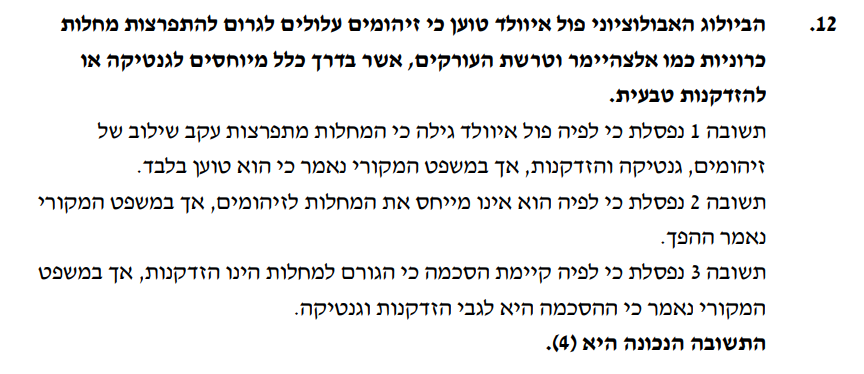 12. הביולוג האבולוציוני פול איוולד טוען כי זיהומים עלולים לגרום להתפרצות מחלות
כרוניות כמו אלצהיימר וטרשת העורקים, אשר בדרך כלל מיוחסים לגנטיקה או
להזדקנות טבעית.
תשובה 1 נפסלת כי לפיה פול איוולד גילה כי המחלות מתפרצות עקב שילוב של
זיהומים, גנטיקה והזדקנות, אך במשפט המקורי נאמר כי הוא טוען בלבד.
תשובה 2 נפסלת כי לפיה הוא אינו מייחס את המחלות לזיהומים, אך במשפט המקורי
נאמר ההפך.
תשובה 3 נפסלת כי לפיה קיימת הסכמה כי הגורם למחלות הינו הזדקנות, אך במשפט
המקורי נאמר כי ההסכמה היא לגבי הזדקנות וגנטיקה.
התשובה הנכונה היא (4).